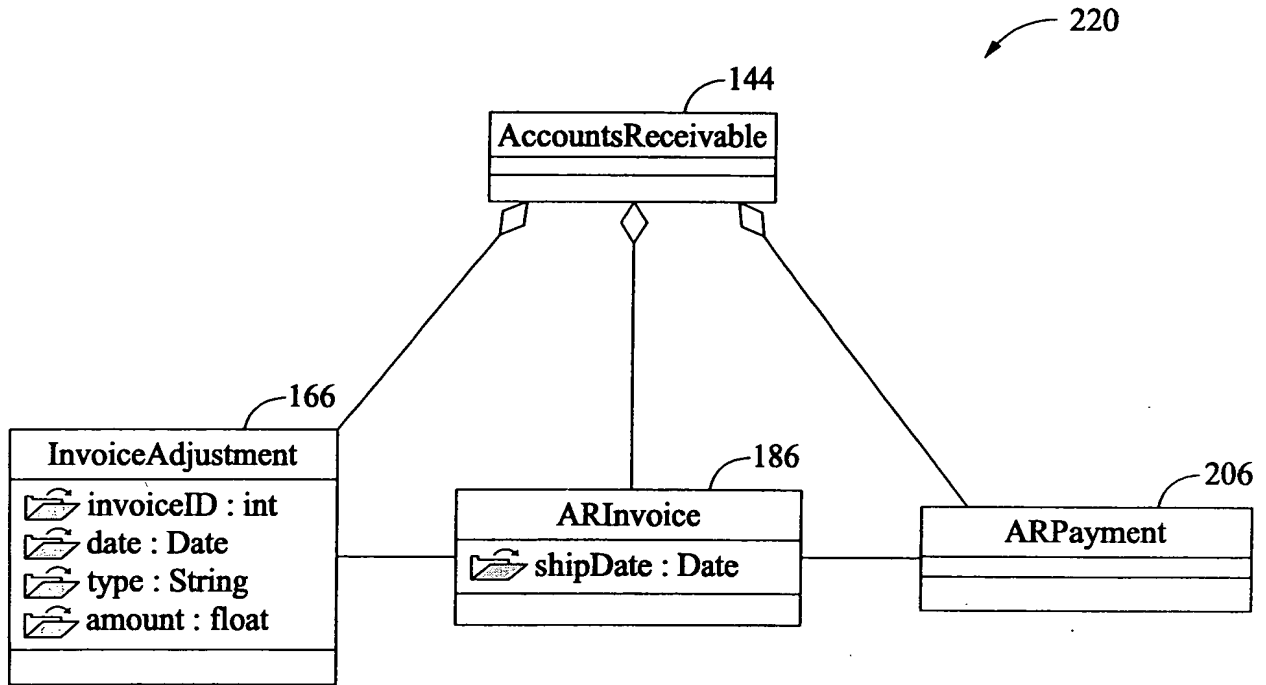 220
144
AccountsReceivable
166
InvoiceAdjustment
invoiceID : int
date : Date
type : String
amount : float
186
ARInvoice
shipDate : Date
206
ARPayment